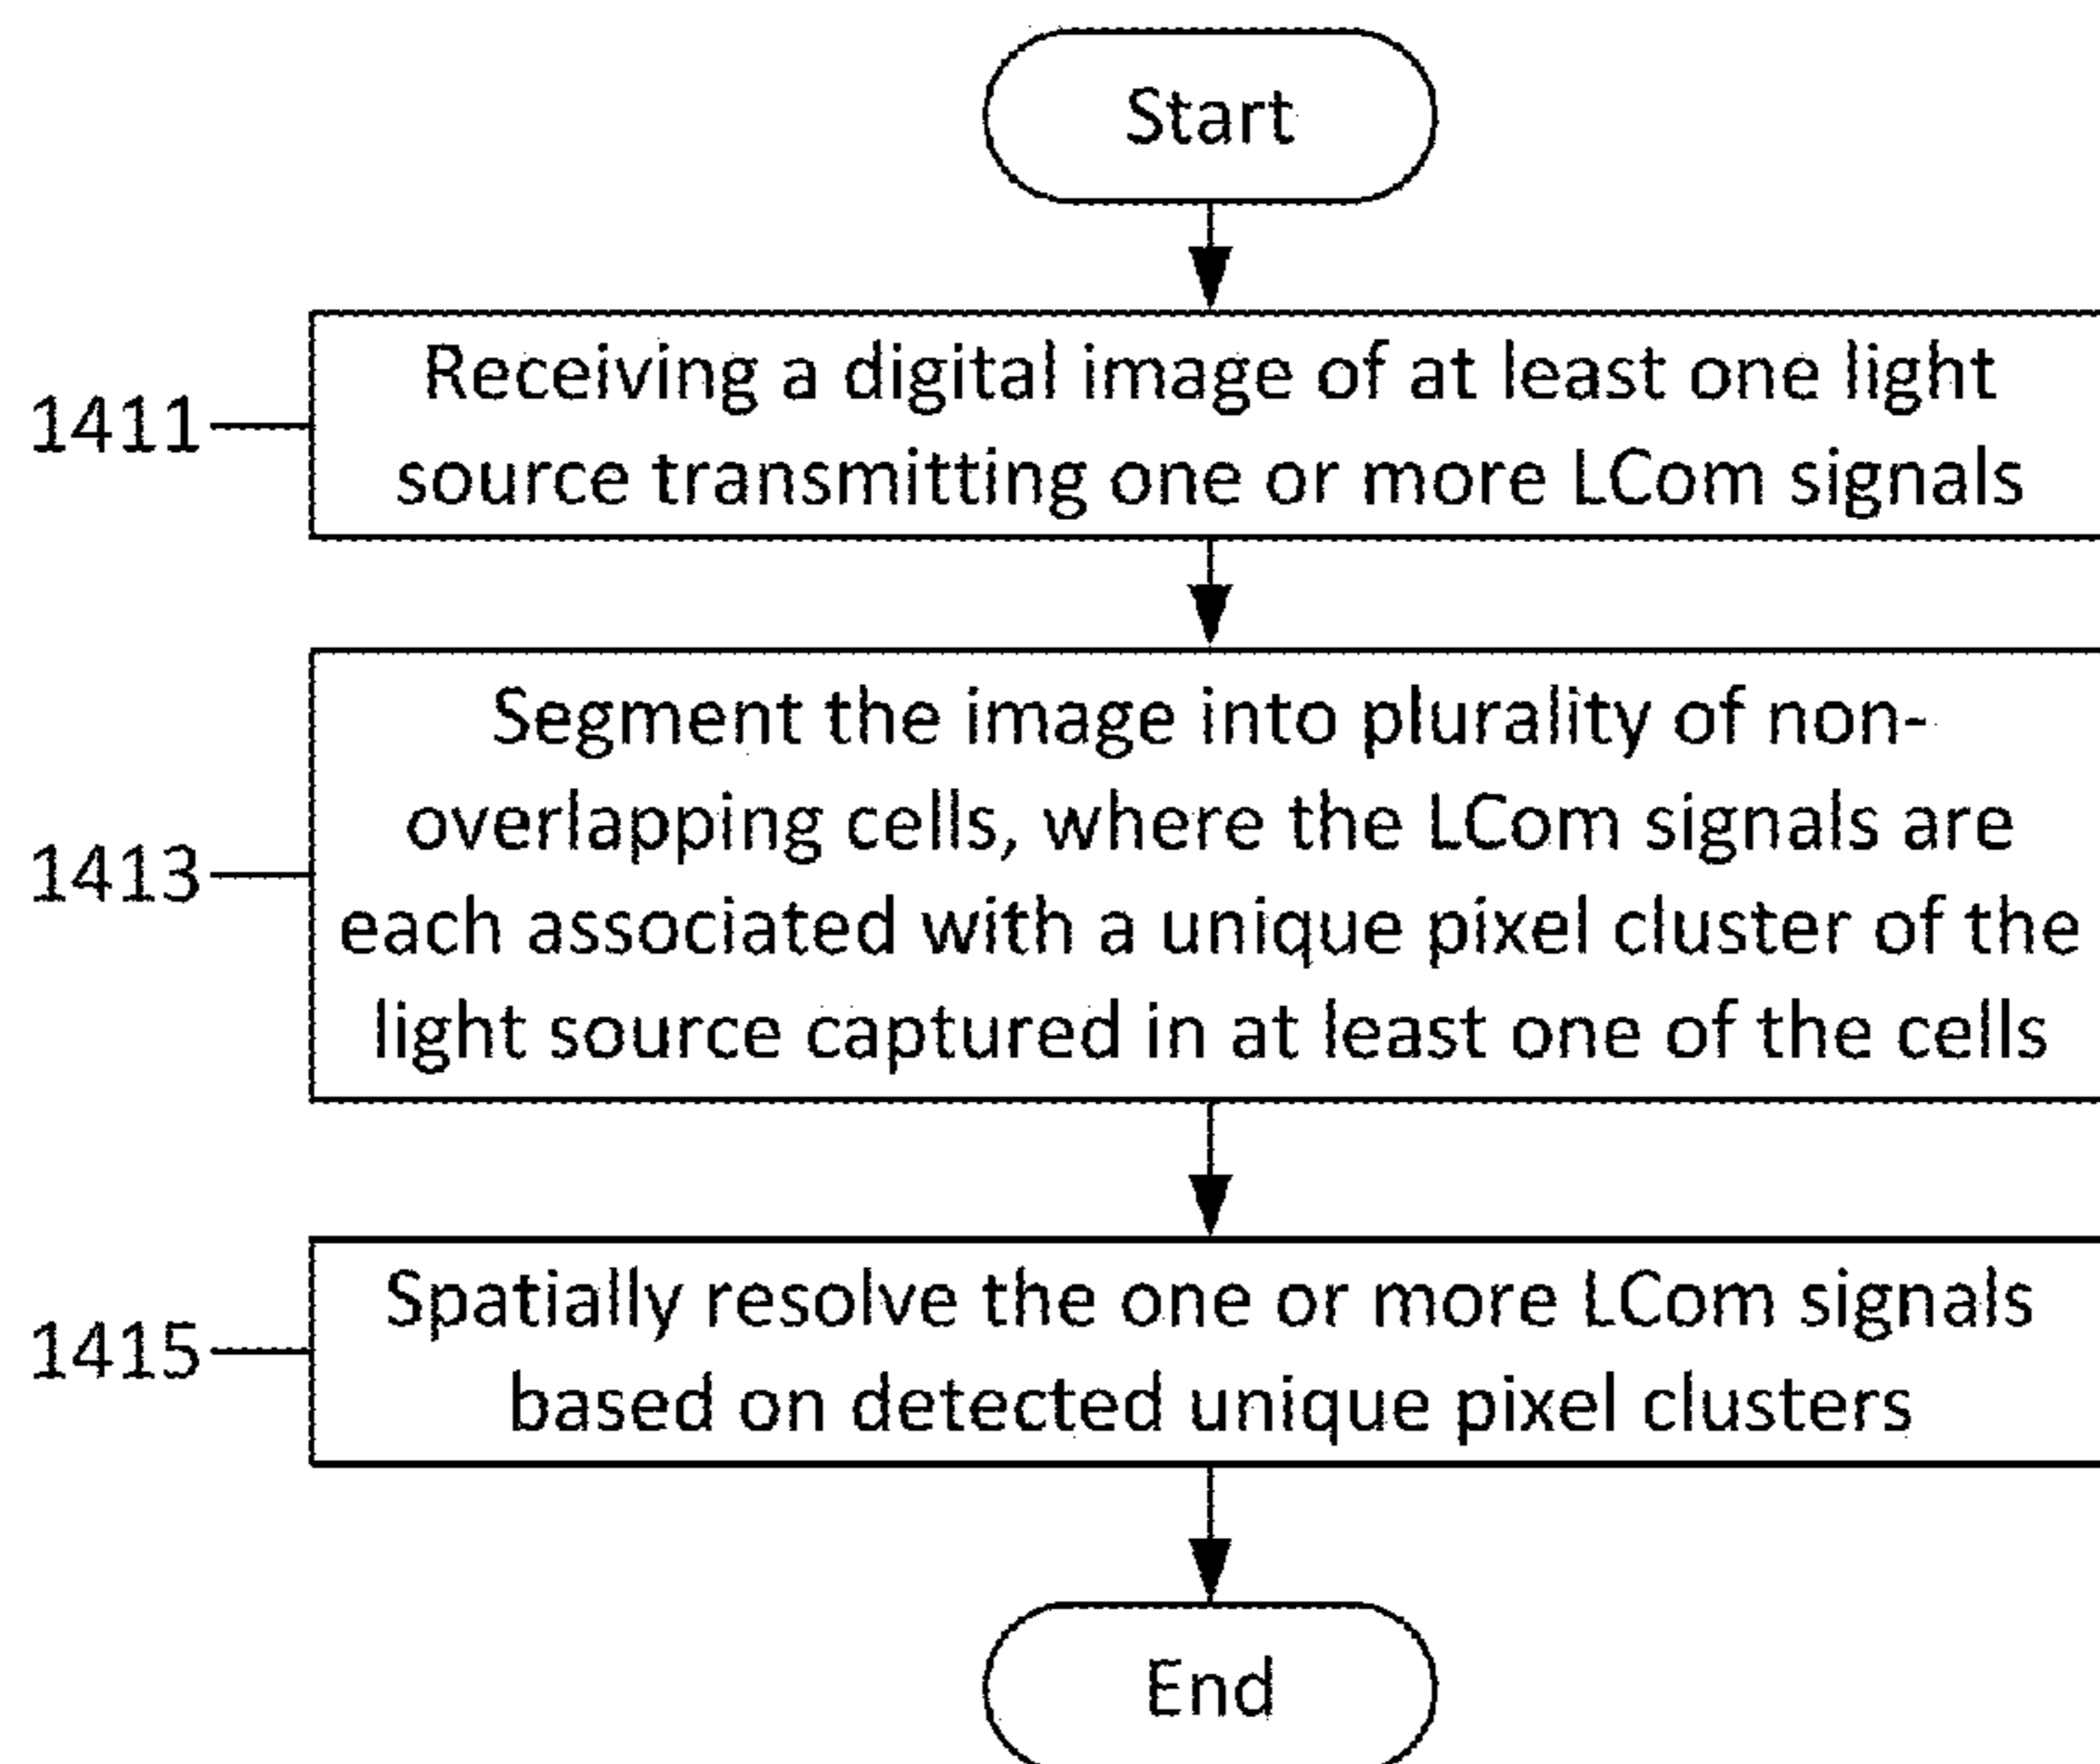 Start
1411
Receiving a digital image of at least one light
source transmitting one or more LCom signals
1413
Segment the image into plurality of non-
overlapping cells, where the LCom signals are
each associated with a unique pixel cluster of the
light source captured in at least one of the cells
1415
Spatially resolve the one or more LCom signals
based on detected unique pixel clusters
End